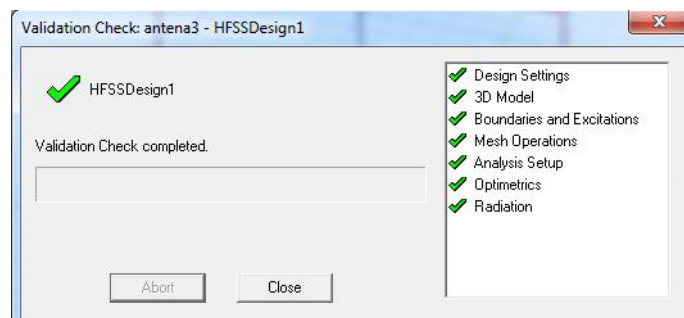 Validation Check: antena3 - HFSSDesign1
HFSSDesign1
Validation Check completed.
Abort
Close
Design Settings
3D Model
Boundaries and Excitations
Mesh Operations
Analysis Setup
Optimetrics
Radiation